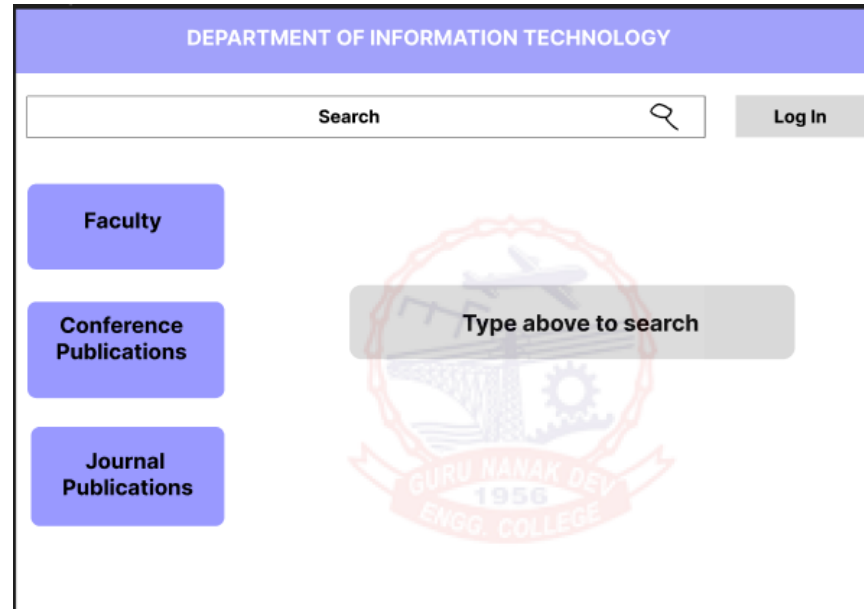 DEPARTMENT OF INFORMATION TECHNOLOGY
Search
Log In
Faculty
Conference
Publications
Type above to search
Journal
Publications
GURU NANAK DEV
1956
ENGG. COLLEGE